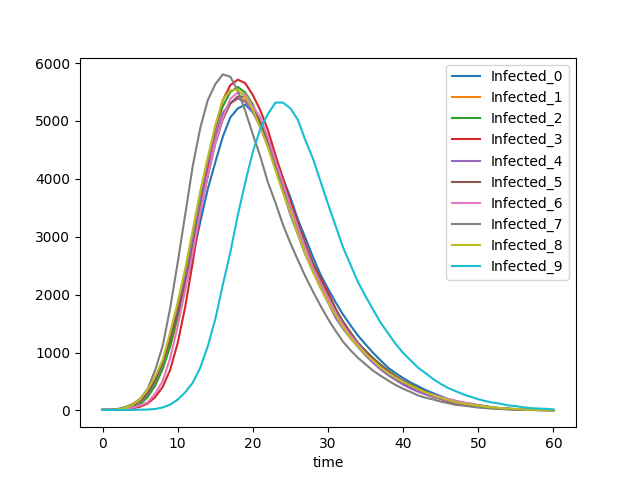 6000
5000
4000
3000
2000
1000
0
0 10 20 30 40 50 60
time
Infected_0
Infected_1
Infected_2
Infected_3
Infected_4
Infected_5
Infected_6
Infected_7
Infected_8
Infected_9